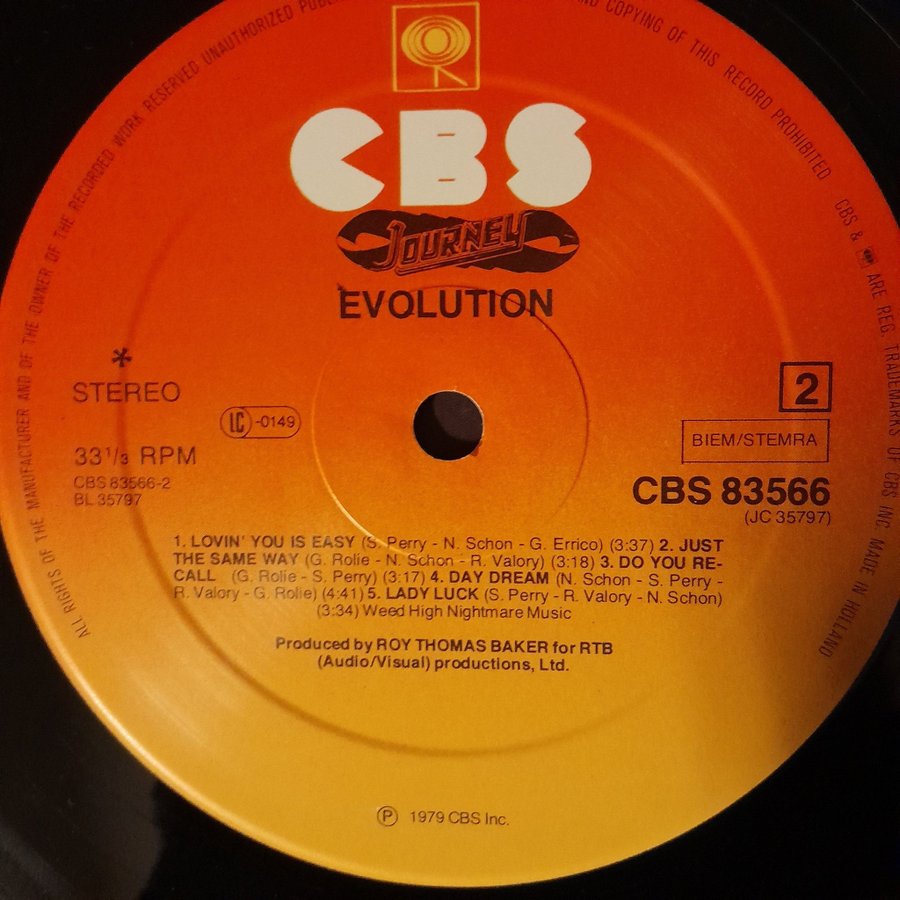 ALL RIGHTS OF THE MANUFACTURER AND OF THE OWNER OF THE RECORDED WORK RESERVED UNAUTHORIZED PUBLIC
AND COPYING OF THIS RECORD PROHIBITED
CBS & ARE REG. TRADEMARKS OF CBS INC. MADE IN HOLLAND
CBS
JOURNEY
EVOLUTION
*
STEREO
LC-0149
33 1/3 RPM
CBS 83566-2
BL 35797
2
BIEM/STEMRA
CBS 83566
(JC 35797)
1. LOVIN' YOU IS EASY (S. Perry - N. Schon - G. Errico) (3:37) 2. JUST
THE SAME WAY (G. Rolie - N. Schon - R. Valory) (3:18) 3. DO YOU RE-
CALL (G. Rolie - S. Perry) (3:17) 4. DAY DREAM (N. Schon - S. Perry -
R. Valory - G. Rolie) (4:41) 5. LADY LUCK (S. Perry - R. Valory - N. Schon)
(3:34) Weed High Nightmare Music
Produced by ROY THOMAS BAKER for RTB
(Audio/Visual) productions, Ltd.
Ⓟ 1979 CBS Inc.